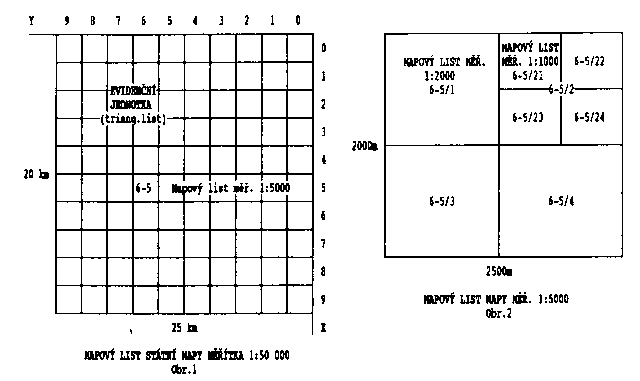 Y 9 8 7 6 5 4 3 2 1 0
0
1
2
3
4
5
6
7
8
9
X
EVIDENČNÍ
JEDNOTKA
(triang.list)
20 km
6-5 Mapový list měř. 1:5000
25 km
MAPOVÝ LIST STÁTNÍ MAPY MĚŘÍTKA 1:50 000
Obr.1
MAPOVÝ LIST MĚŘ.
1:2000
6-5/1
MAPOVÝ LIST
MĚŘ. 1:1000
6-5/21
6-5/22
6-5/2
6-5/23
6-5/24
2000m
6-5/3
6-5/4
2500m
MAPOVÝ LIST MAPY MĚŘ. 1:5000
Obr.2